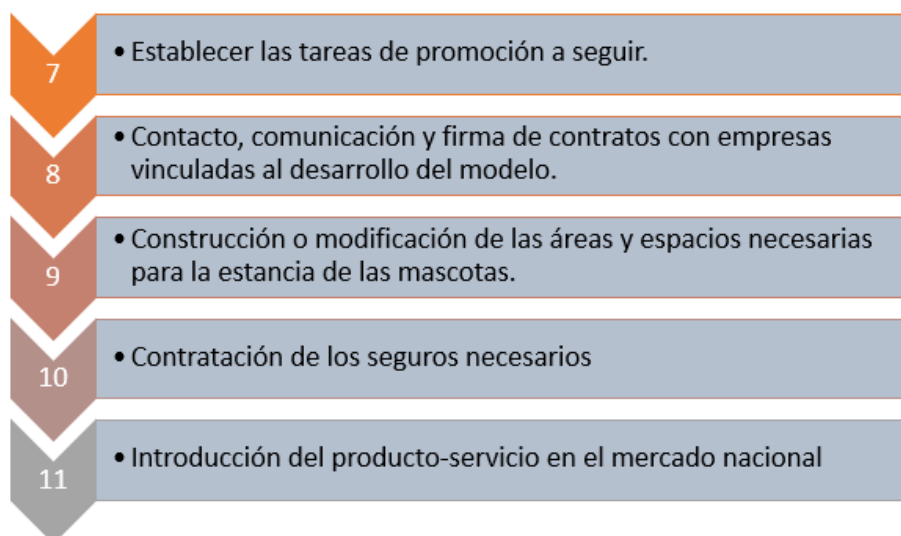 7
• Establecer las tareas de promoción a seguir.
8
• Contacto, comunicación y firma de contratos con empresas
vinculadas al desarrollo del modelo.
9
• Construcción o modificación de las áreas y espacios necesarias
para la estancia de las mascotas.
10
• Contratación de los seguros necesarios
11
• Introducción del producto-servicio en el mercado nacional